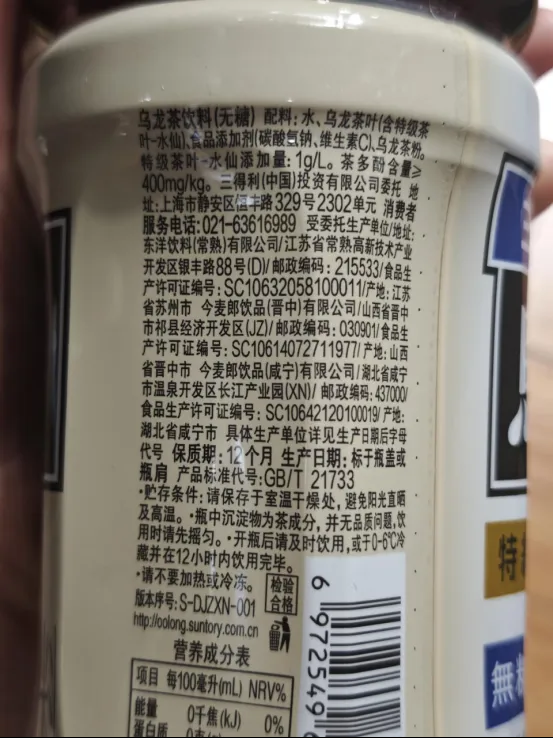 乌龙茶饮料(无糖) 配料:水、乌龙茶叶(含特级茶
叶-水仙)、食品添加剂(碳酸氢钠、维生素C)、乌龙茶粉。
特级茶叶-水仙添加量:1g/L。茶多酚含量≥
400mg/kg。三得利(中国)投资有限公司委托 地
址:上海市静安区恒丰路329号2302单元 消费者
服务电话:021-63616989 受委托生产单位/地址:
东洋饮料(常熟)有限公司/江苏省常熟高新技术产业
开发区银丰路88号(D)/邮政编码:215533/食品生
产许可证编号:SC10632058100011/产地:江苏
省苏州市 今麦郎饮品(晋中)有限公司/山西省晋中
市祁县经济开发区(JZ)/邮政编码:030901/食品生
产许可证编号:SC10614072711977/产地:山西
省晋中市 今麦郎饮品(咸宁)有限公司/湖北省咸宁
市温泉开发区长江产业园(XN)/ 邮政编码:437000/
食品生产许可证编号:SC10642120100019/产地:
湖北省咸宁市 具体生产单位详见生产日期后字母
代号 保质期:12个月 生产日期:标于瓶盖或
瓶肩 产品标准代号:GB/T 21733
·贮存条件:请保存于室温干燥处,避免阳光直晒
及高温。·瓶中沉淀物为茶成分,并无品质问题,饮
用时请先摇匀。·开瓶后请及时饮用,或于0-6℃冷
藏并在12小时内饮用完毕。
·请不要加热或冷冻。
检验
合格
版本序号:S-DJZXN-001
http://oolong.suntory.com.cn
营养成分表
项目 每100毫升(mL) NRV%
能量 0千焦(kJ) 0%
蛋白质
6 972549
特
無